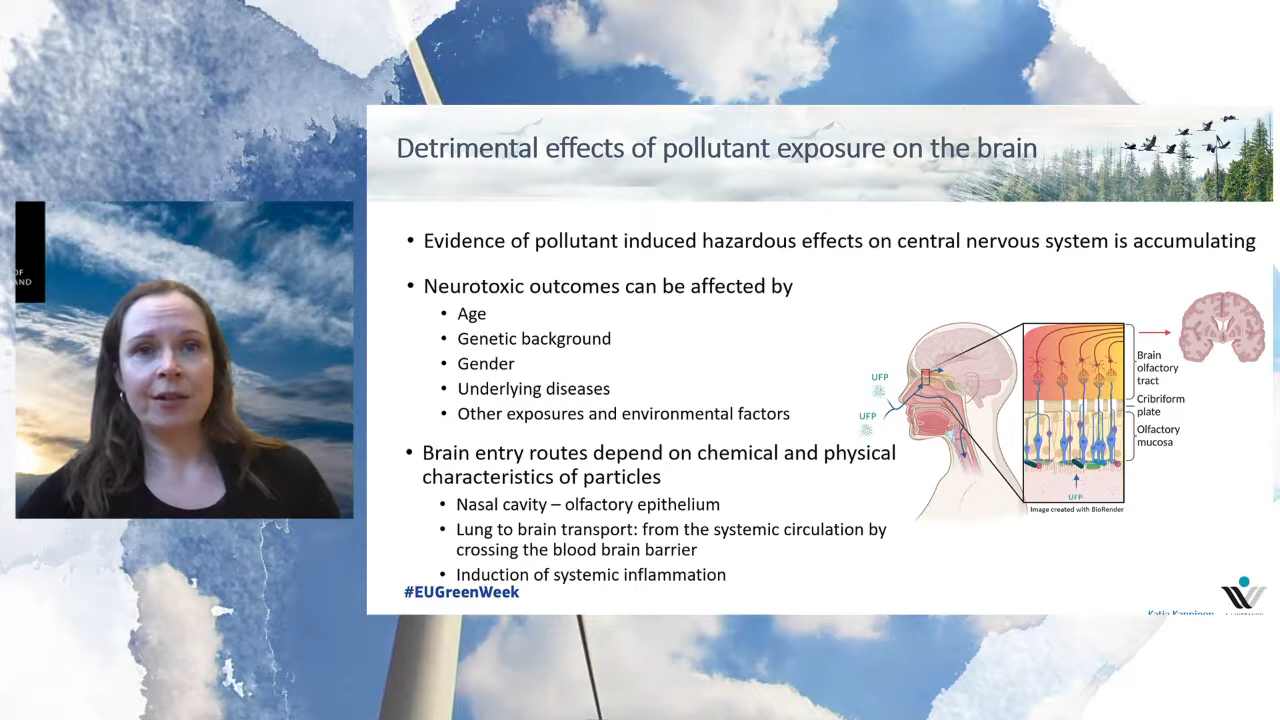 Detrimental effects of pollutant exposure on the brain
OF
AND
• Evidence of pollutant induced hazardous effects on central nervous system is accumulating
• Neurotoxic outcomes can be affected by
• Age
• Genetic background
• Gender
• Underlying diseases
• Other exposures and environmental factors
• Brain entry routes depend on chemical and physical
characteristics of particles
• Nasal cavity – olfactory epithelium
• Lung to brain transport: from the systemic circulation by
crossing the blood brain barrier
• Induction of systemic inflammation
#EUGreenWeek
UFP
UFP
Brain
olfactory
tract
Cribriform
plate
Olfactory
mucosa
UFP
Image created with BioRender